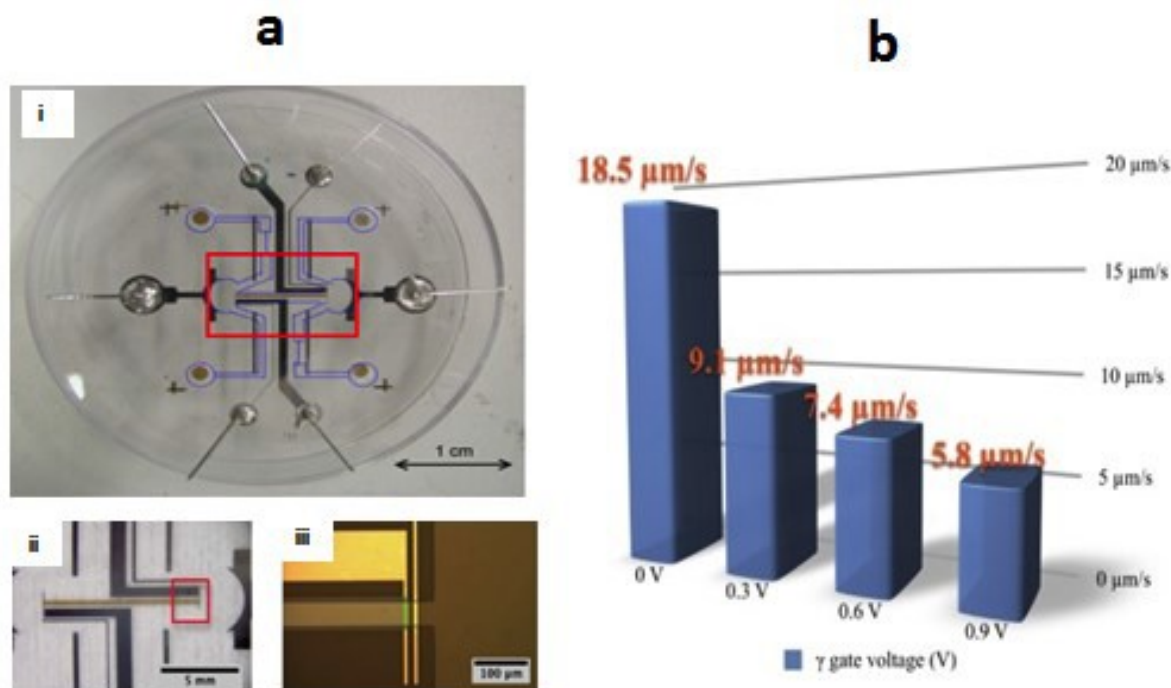 a
b
i
1 cm
ii
5 mm
iii
100 µm
18.5 µm/s
9.1 µm/s
7.4 µm/s
5.8 µm/s
20 µm/s
15 µm/s
10 µm/s
5 µm/s
0 µm/s
0 V
0.3 V
0.6 V
0.9 V
γ gate voltage (V)